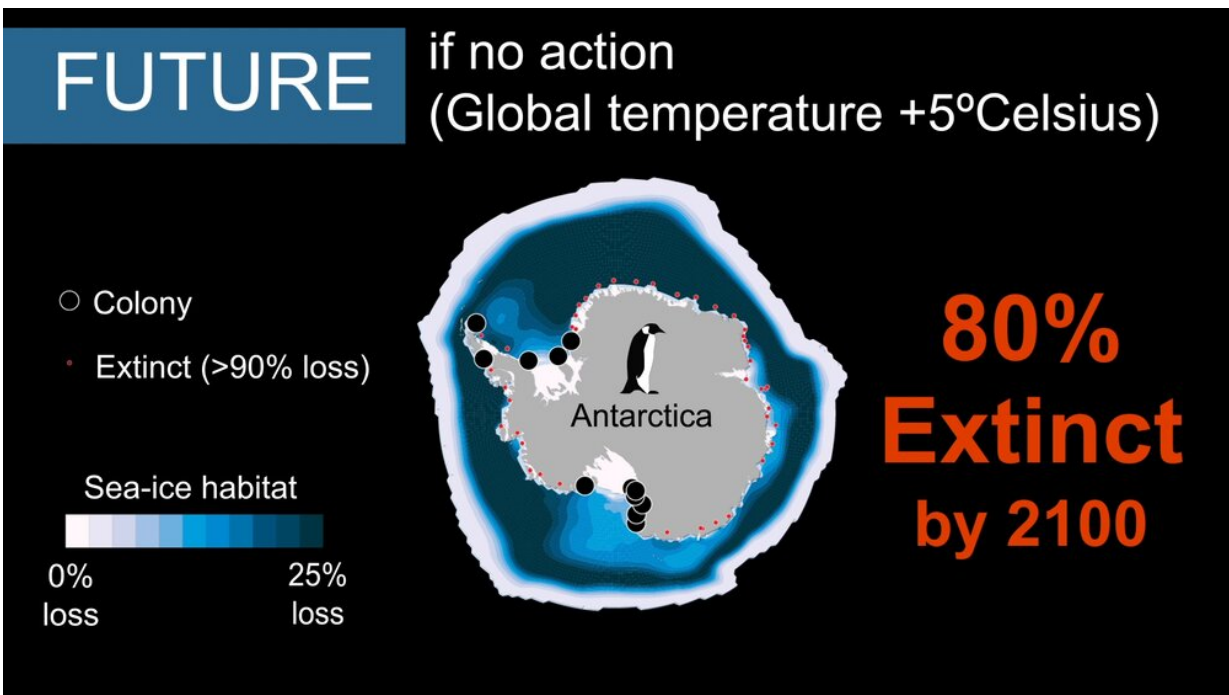 FUTURE
if no action
(Global temperature +5ºCelsius)
Colony
Extinct (>90% loss)
Sea-ice habitat
0%
loss
25%
loss
Antarctica
80%
Extinct
by 2100